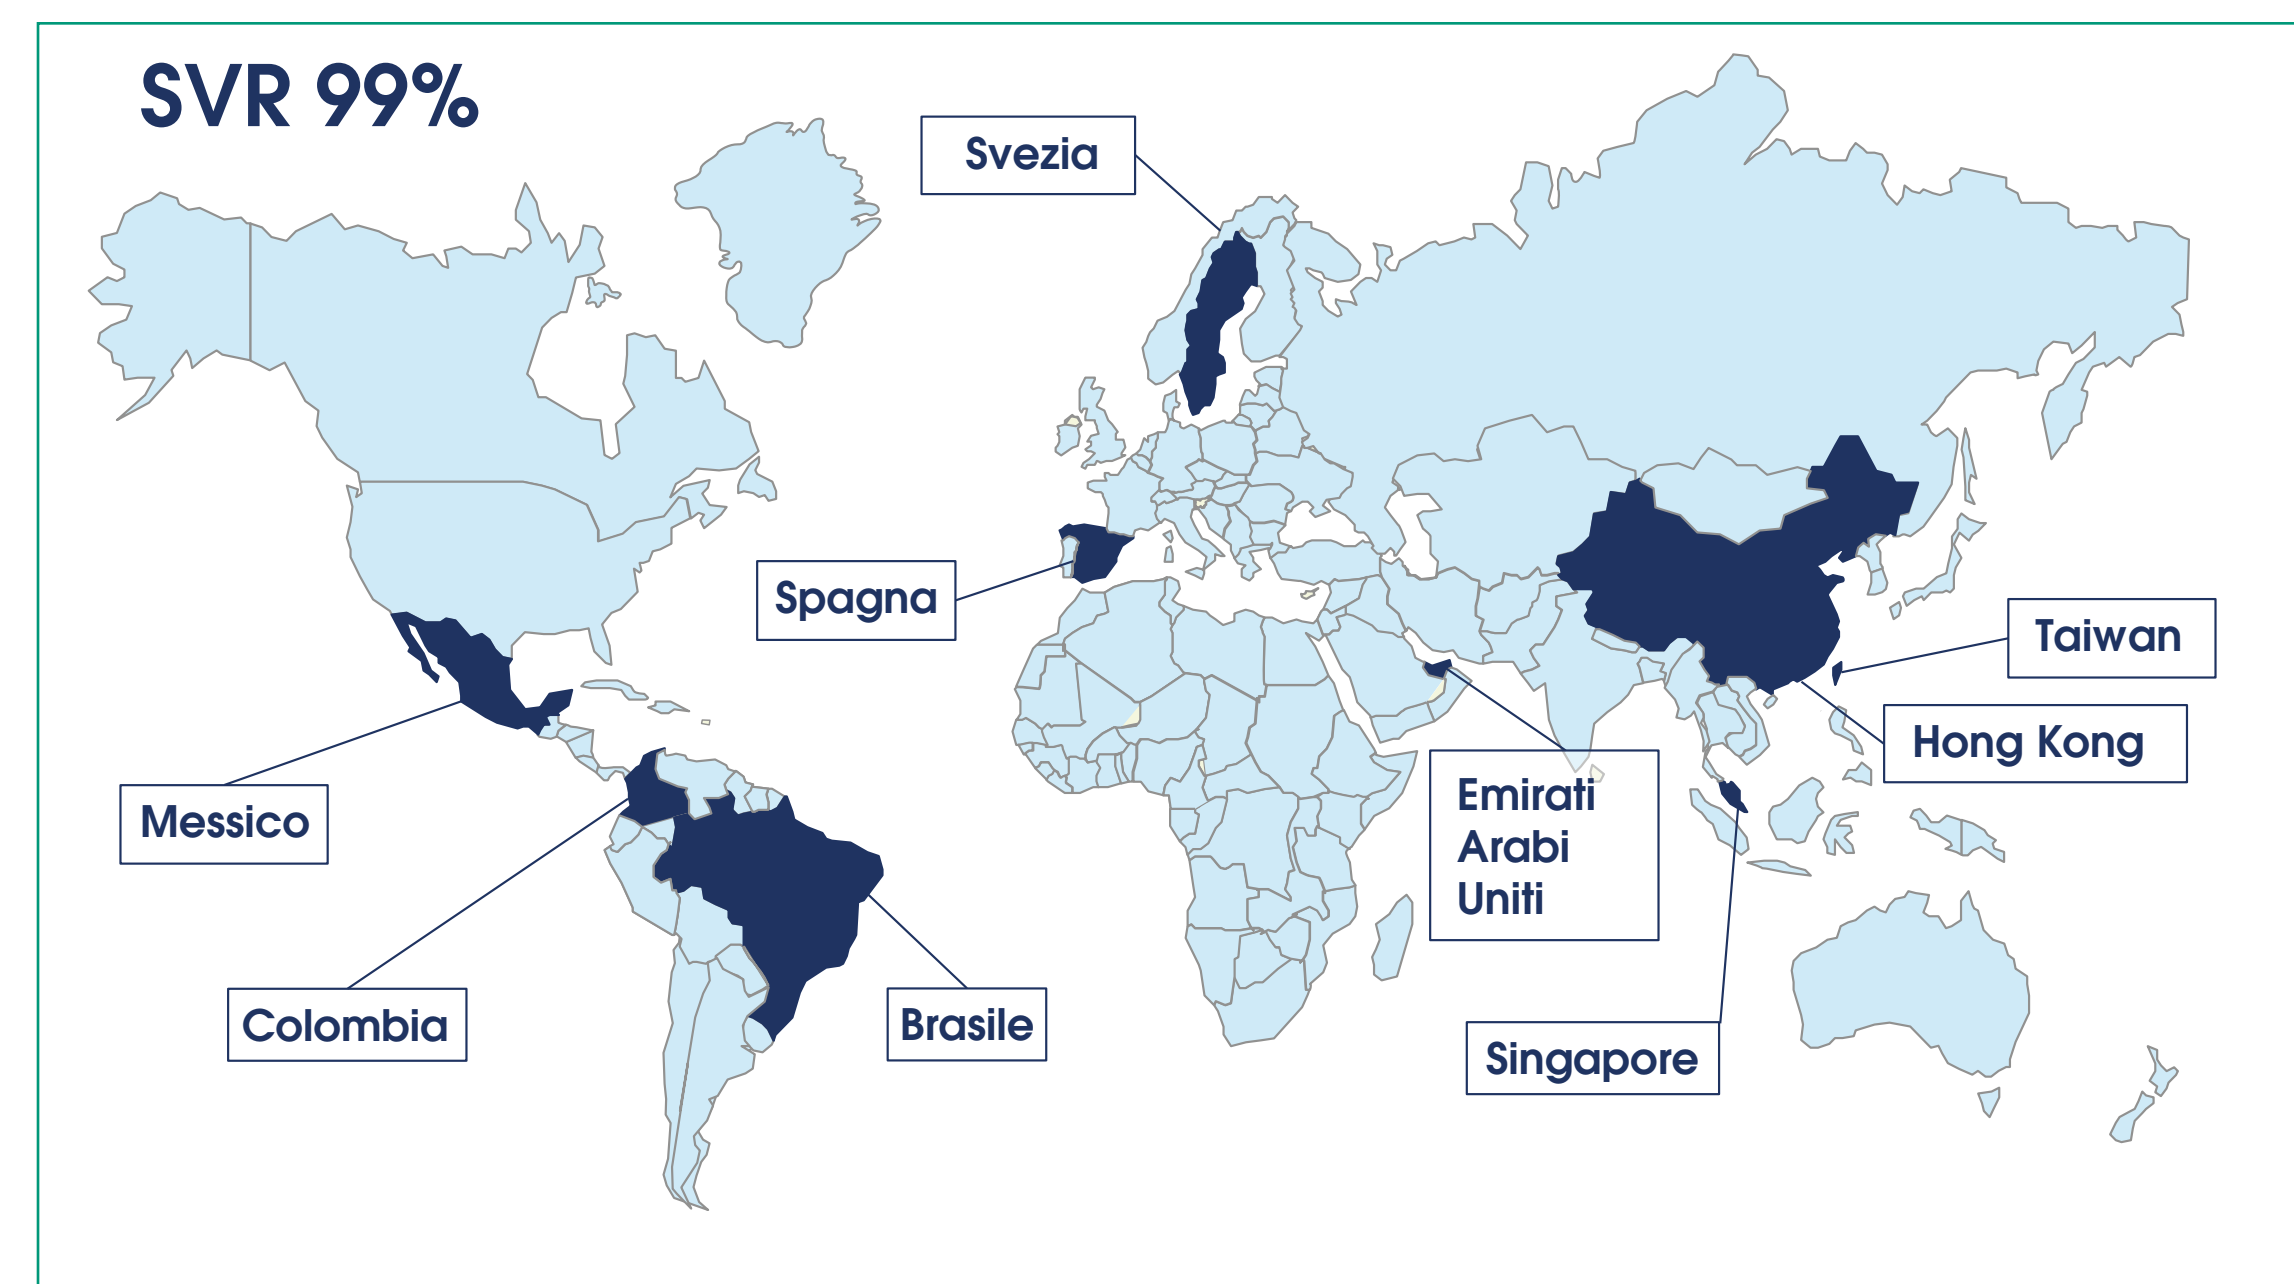 SVR 99%
Svezia
Spagna
Taiwan
Hong Kong
Emirati
Arabi
Uniti
Messico
Colombia
Brasile
Singapore